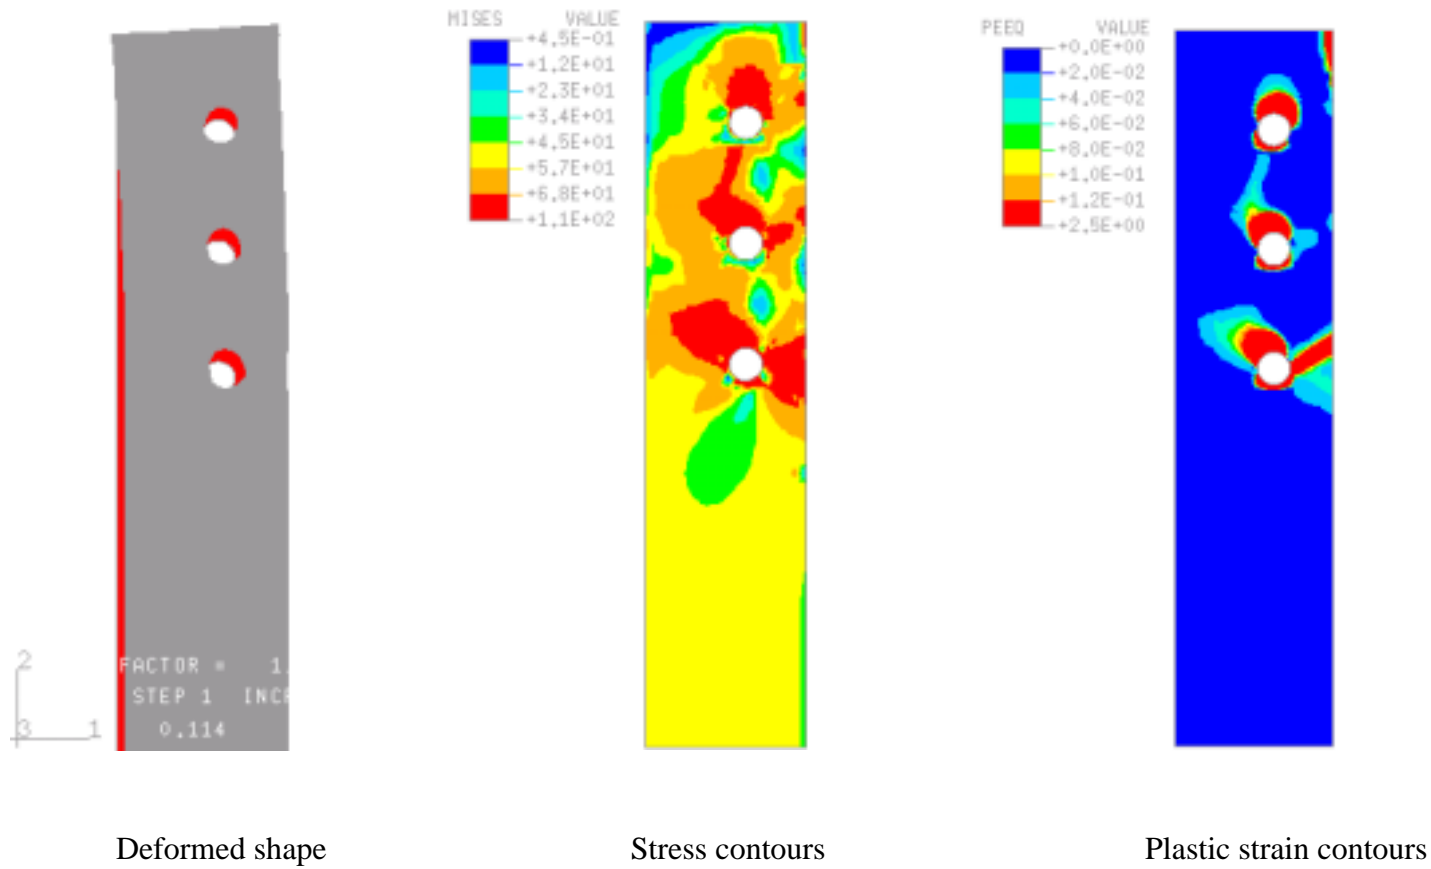 MISES VALUE
+4.5E-01
+1.2E+01
+2.3E+01
+3.4E+01
+4.5E+01
+5.7E+01
+6.8E+01
+1.1E+02
PEEQ VALUE
+0.0E+00
+2.0E-02
+4.0E-02
+6.0E-02
+8.0E-02
+1.0E-01
+1.2E-01
+2.5E+00
2
3 1
FACTOR = 1.
STEP 1 INCR
0.114
Deformed shape
Stress contours
Plastic strain contours